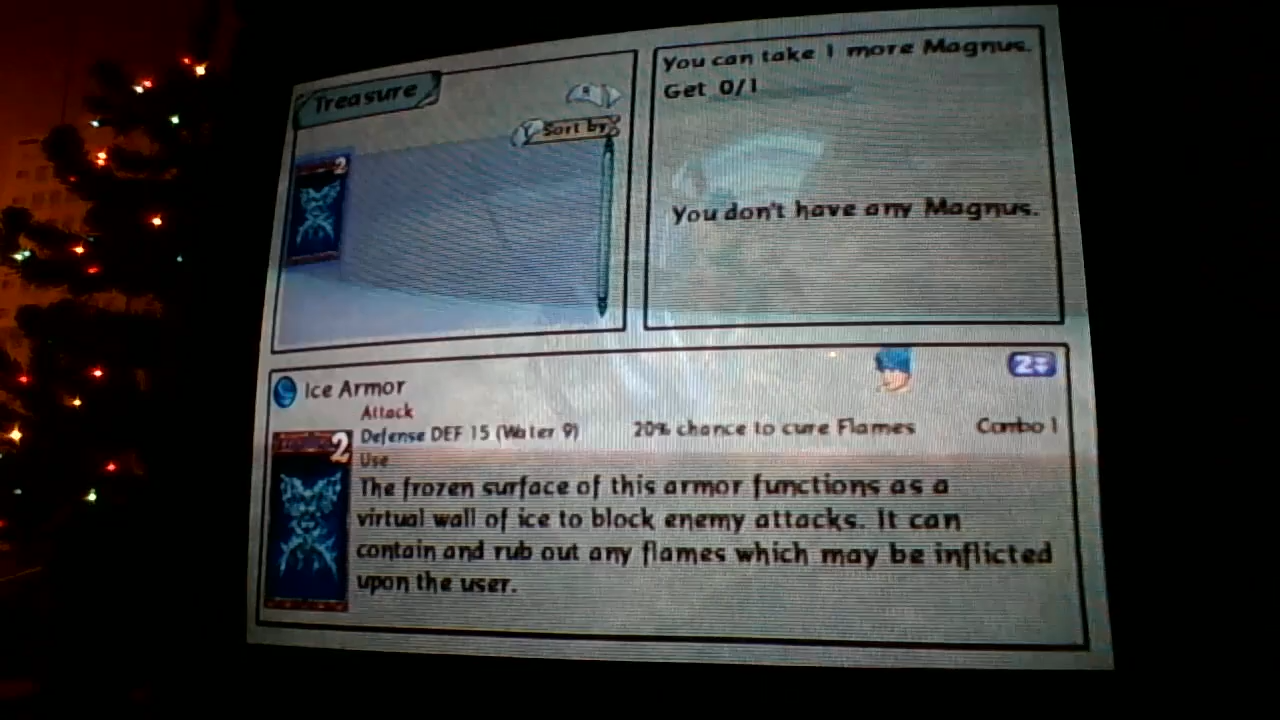 Treasure
R
Y Sort by
2
You can take 1 more Magnus.
Get 0/1
You don't have any Magnus.
Ice Armor
2
Attack
Defense DEF 15 (Water 9) 20% chance to cure Flames Combo 1
2
Use
The frozen surface of this armor functions as a
virtual wall of ice to block enemy attacks. It can
contain and rub out any flames which may be inflicted
upon the user.